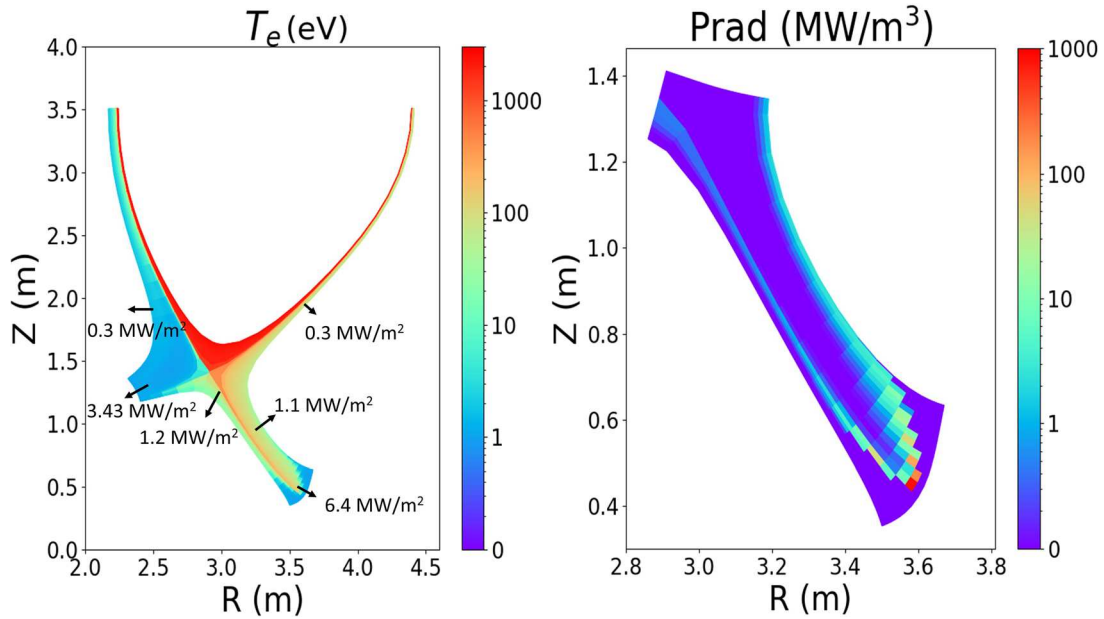 Tₑ (eV)
4.0
3.5
3.0
2.5
2.0
1.5
1.0
0.5
0.0
Z (m)
2.0 2.5 3.0 3.5 4.0 4.5
R (m)
0.3 MW/m²
0.3 MW/m²
3.43 MW/m²
1.1 MW/m²
1.2 MW/m²
6.4 MW/m²
1000
100
10
1
0
Prad (MW/m³)
1.4
1.2
1.0
0.8
0.6
0.4
Z (m)
2.8 3.0 3.2 3.4 3.6 3.8
R (m)
1000
100
10
1
0